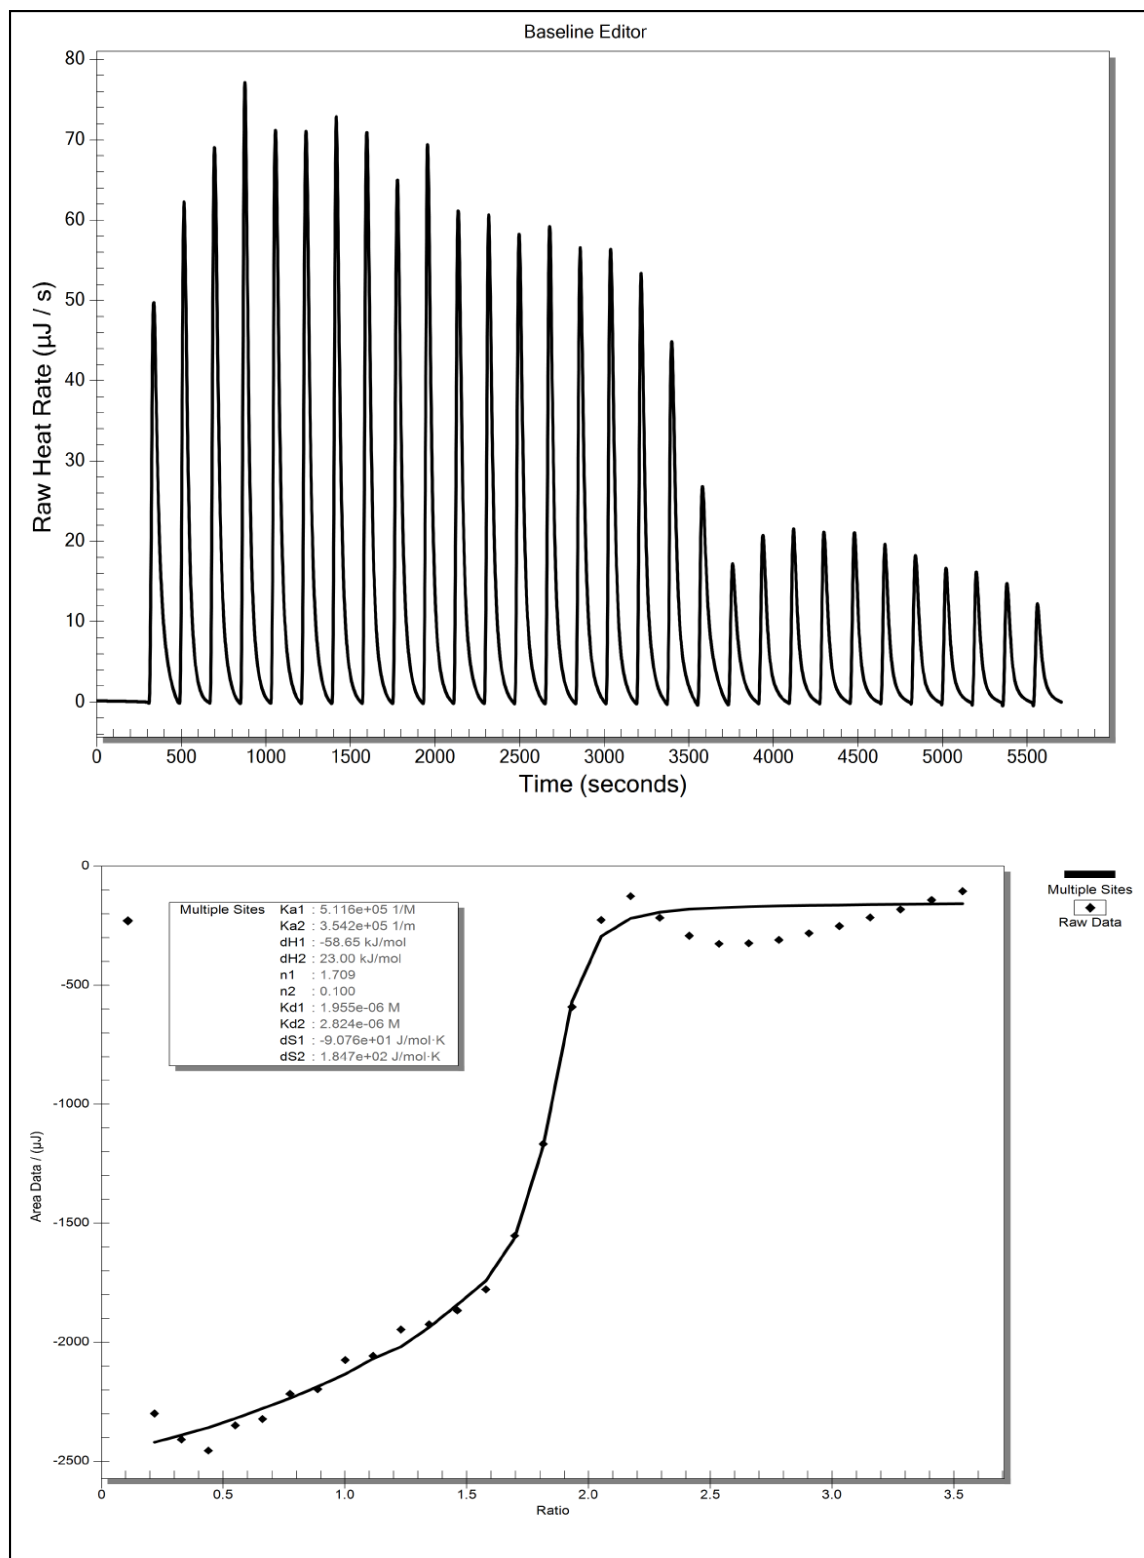 Baseline Editor
80
70
60
50
40
30
20
10
0
Raw Heat Rate (µJ / s)
0 500 1000 1500 2000 2500 3000 3500 4000 4500 5000 5500
Time (seconds)
0
-500
-1000
-1500
-2000
-2500
Area Data / (µJ)
Multiple Sites Ka1 : 5.116e+05 1/M
Ka2 : 3.542e+05 1/m
dH1 : -58.65 kJ/mol
dH2 : 23.00 kJ/mol
n1 : 1.709
n2 : 0.100
Kd1 : 1.955e-06 M
Kd2 : 2.824e-06 M
dS1 : -9.076e+01 J/mol·K
dS2 : 1.847e+02 J/mol·K
Multiple Sites
Raw Data
0 0.5 1.0 1.5 2.0 2.5 3.0 3.5
Ratio